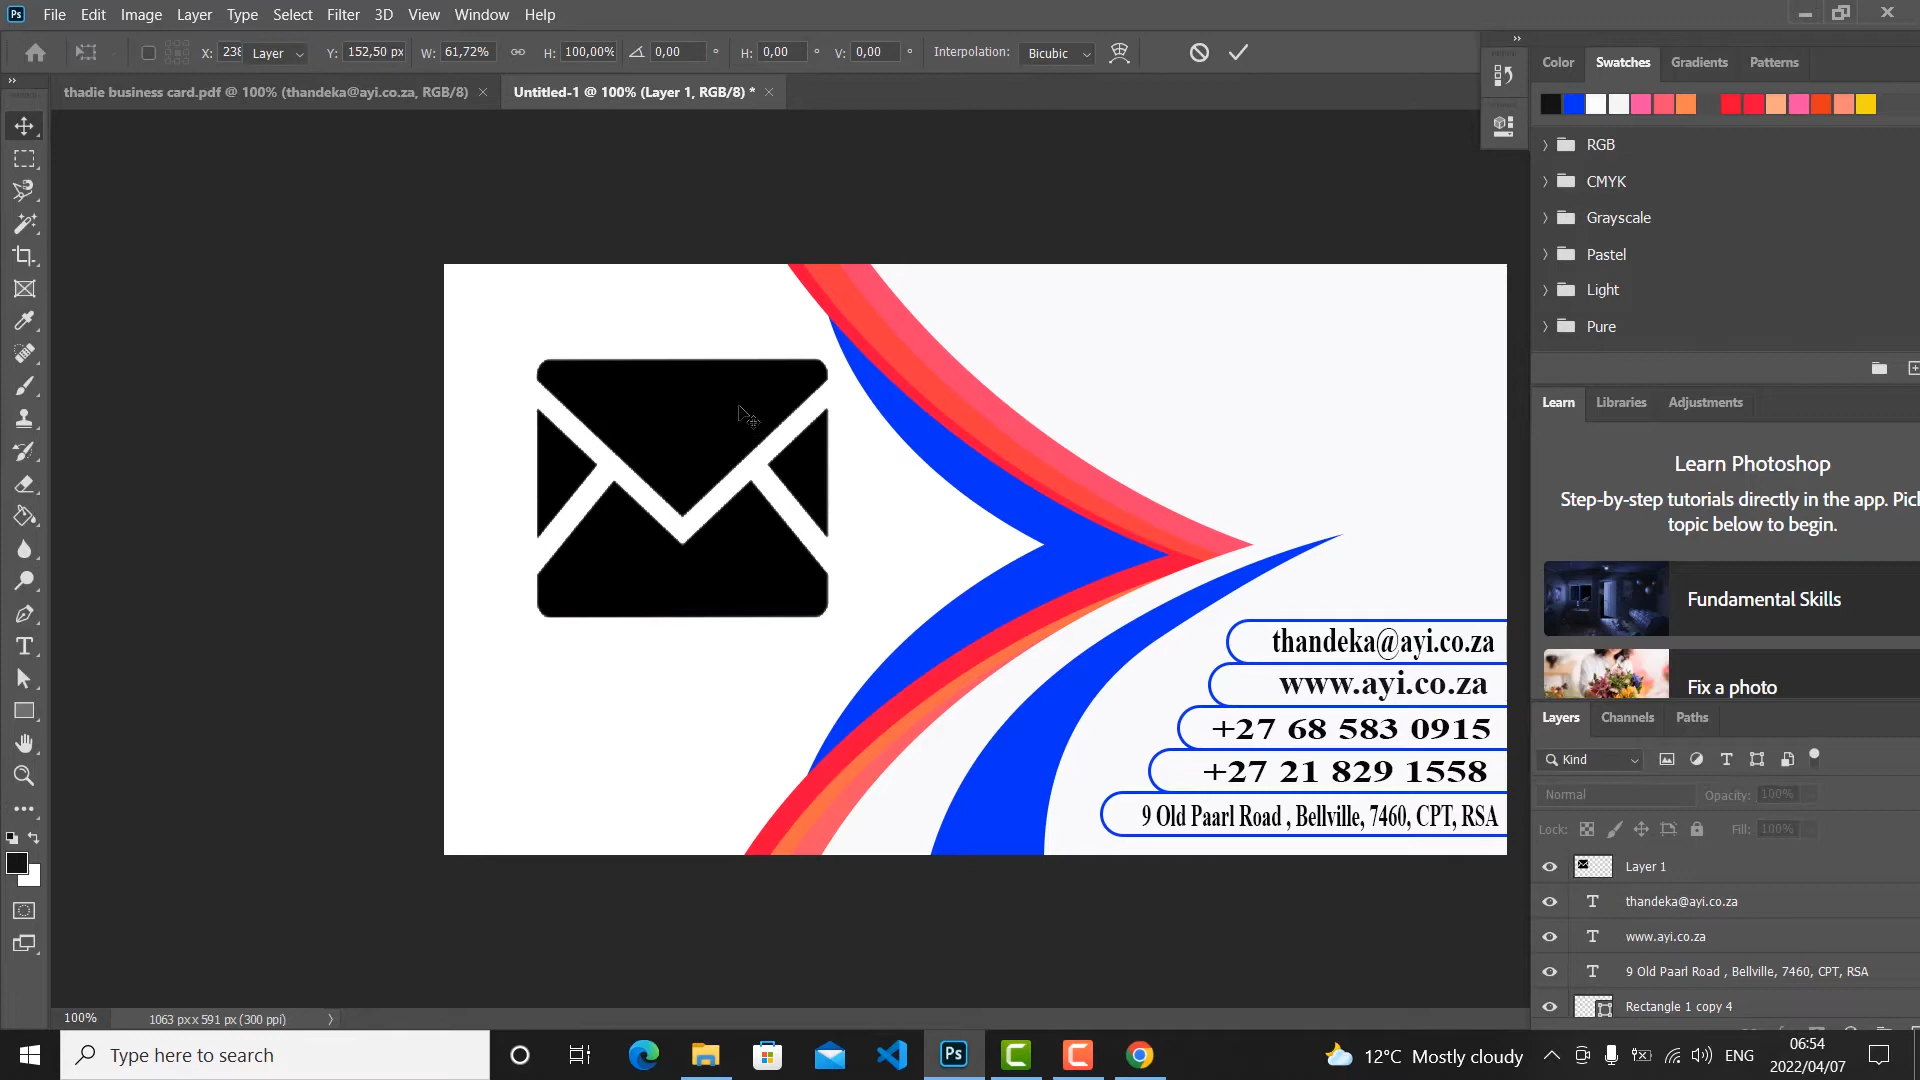 Ps File Edit Image Layer Type Select Filter 3D View Window Help
X: 238 Layer Y: 152,50 px W: 61,72% H: 100,00% 0,00 ° H: 0,00 ° V: 0,00 ° Interpolation: Bicubic
thadie business card.pdf @ 100% (thandeka@ayi.co.za, RGB/8) × Untitled-1 @ 100% (Layer 1, RGB/8) * ×
Color Swatches Gradients Patterns
RGB
CMYK
Grayscale
Pastel
Light
Pure
Learn Libraries Adjustments
Learn Photoshop
Step-by-step tutorials directly in the app. Pick
topic below to begin.
Fundamental Skills
Fix a photo
thandeka@ayi.co.za
www.ayi.co.za
+27 68 583 0915
+27 21 829 1558
9 Old Paarl Road , Bellville, 7460, CPT, RSA
Layers Channels Paths
Kind
Normal Opacity: 100%
Lock: Fill: 100%
Layer 1
T thandeka@ayi.co.za
T www.ayi.co.za
T 9 Old Paarl Road , Bellville, 7460, CPT, RSA
Rectangle 1 copy 4
100% 1063 px x 591 px (300 ppi)
Type here to search
Ps
12°C Mostly cloudy
ENG
06:54
2022/04/07